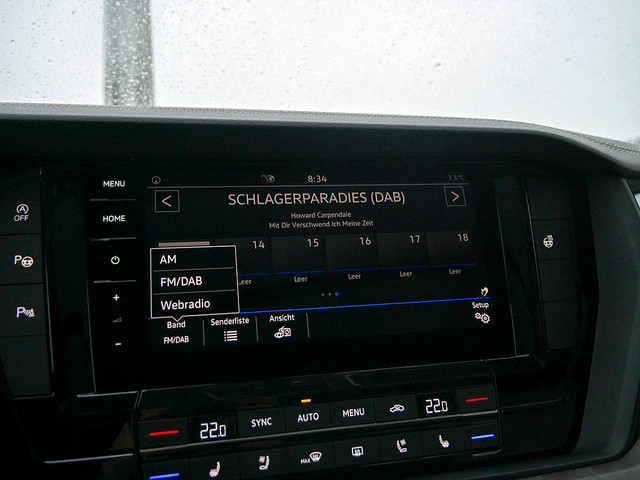 MENU
8:34
1.5°C
OFF
<
SCHLAGERPARADIES (DAB)
>
HOME
Howard Carpendale
Mit Dir Verschwend Ich Meine Zeit
14 15 16 17 18
AM
P
FM/DAB
Leer Leer Leer Leer
Webradio
+
P
Setup
Band Senderliste Ansicht
FM/DAB
-
22.0 SYNC AUTO MENU 22.0
MAX